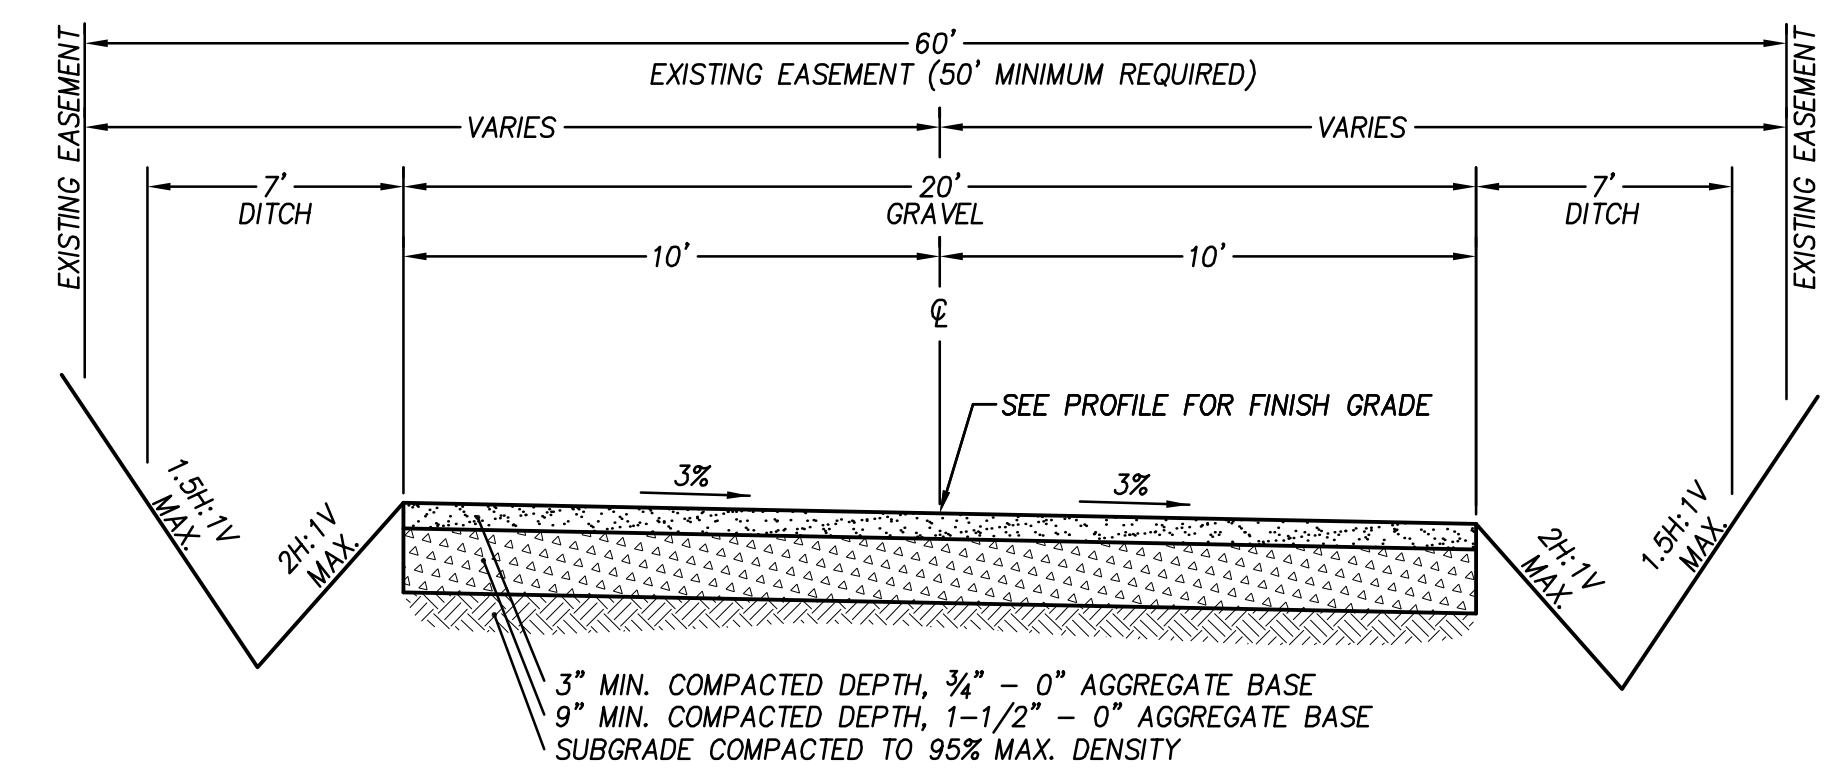 60'
EXISTING EASEMENT (50' MINIMUM REQUIRED)
EXISTING EASEMENT
EXISTING EASEMENT
VARIES
VARIES
7'
DITCH
20'
GRAVEL
7'
DITCH
10'
10'
℄
SEE PROFILE FOR FINISH GRADE
3%
3%
1.5H:1V
MAX.
2H:1V
MAX.
2H:1V
MAX.
1.5H:1V
MAX.
3" MIN. COMPACTED DEPTH, ¾" – 0" AGGREGATE BASE
9" MIN. COMPACTED DEPTH, 1–1/2" – 0" AGGREGATE BASE
SUBGRADE COMPACTED TO 95% MAX. DENSITY